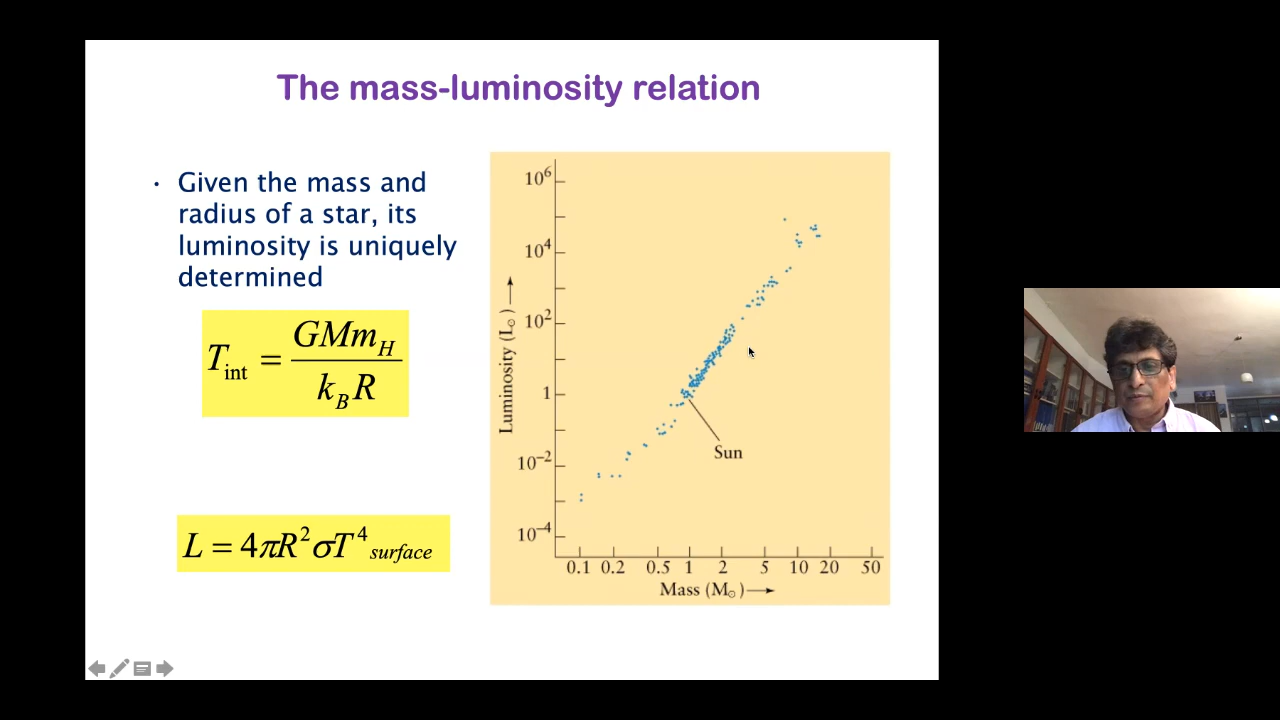 The mass-luminosity relation
• Given the mass and
radius of a star, its
luminosity is uniquely
determined
T_int = GMm_H / k_B R
L = 4πR²σT⁴_surface
Luminosity (L⊙) →
10⁶
10⁴
10²
1
10⁻²
10⁻⁴
Sun
0.1 0.2 0.5 1 2 5 10 20 50
Mass (M⊙) →